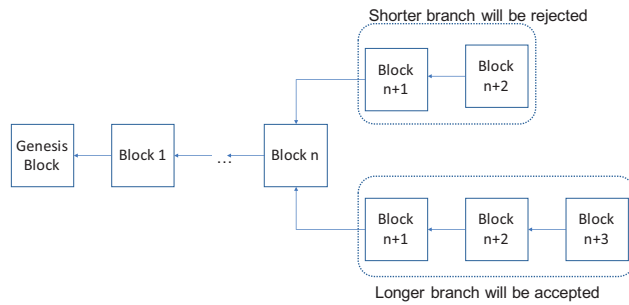 Shorter branch will be rejected
Block
n+1
Block
n+2
Genesis
Block
Block 1
...
Block n
Block
n+1
Block
n+2
Block
n+3
Longer branch will be accepted